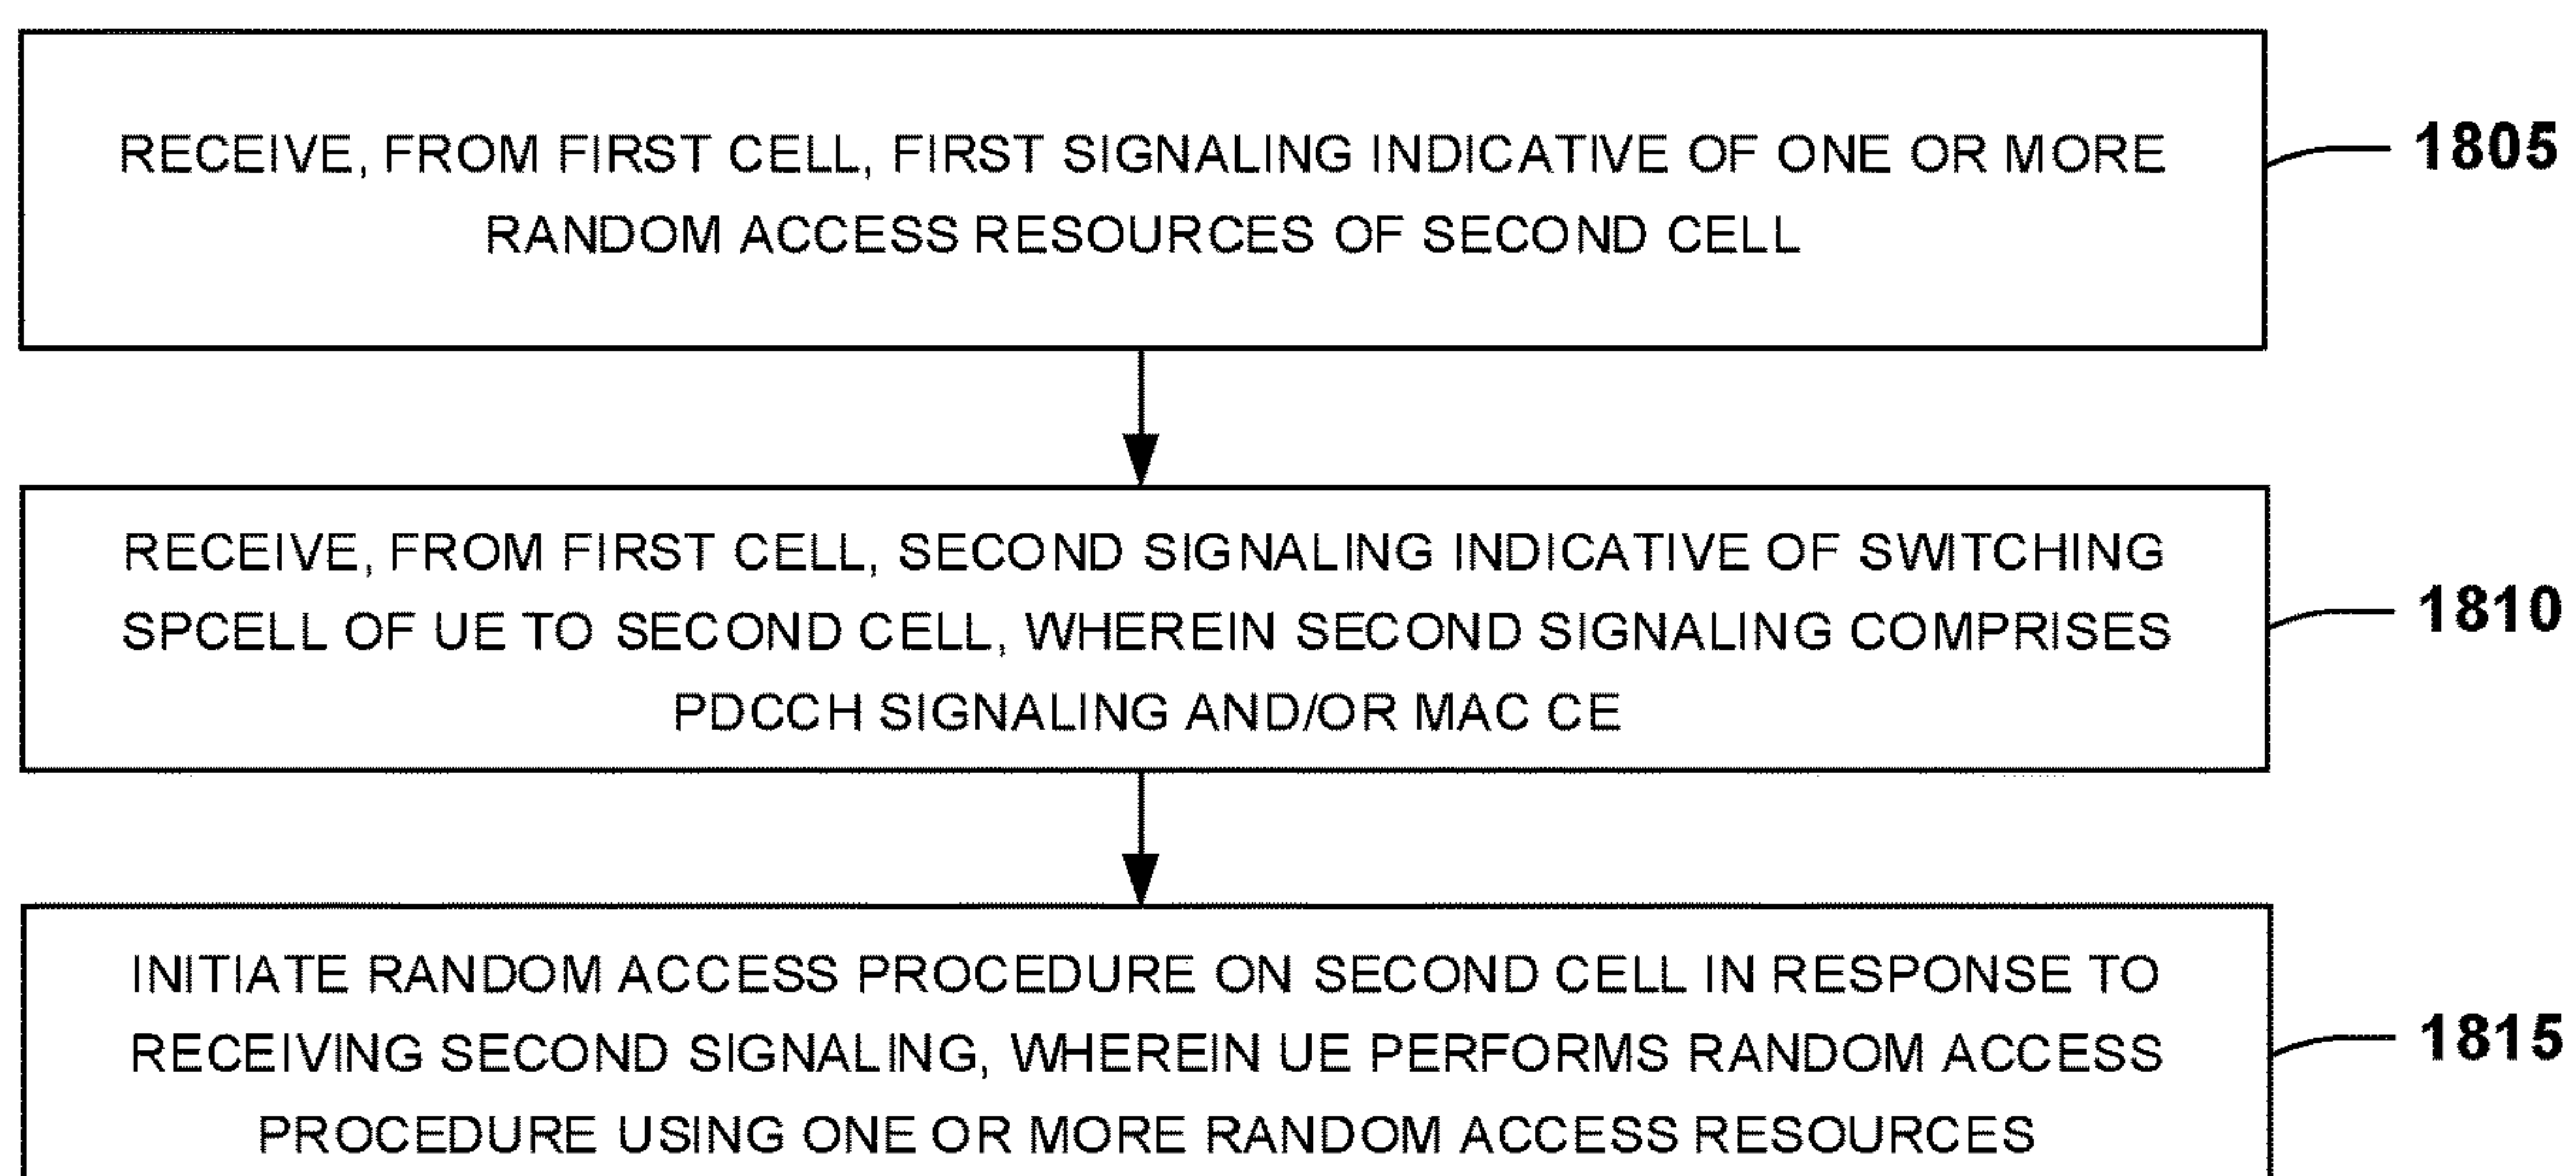 RECEIVE, FROM FIRST CELL, FIRST SIGNALING INDICATIVE OF ONE OR MORE
RANDOM ACCESS RESOURCES OF SECOND CELL
1805
RECEIVE, FROM FIRST CELL, SECOND SIGNALING INDICATIVE OF SWITCHING
SPCELL OF UE TO SECOND CELL, WHEREIN SECOND SIGNALING COMPRISES
PDCCH SIGNALING AND/OR MAC CE
1810
INITIATE RANDOM ACCESS PROCEDURE ON SECOND CELL IN RESPONSE TO
RECEIVING SECOND SIGNALING, WHEREIN UE PERFORMS RANDOM ACCESS
PROCEDURE USING ONE OR MORE RANDOM ACCESS RESOURCES
1815